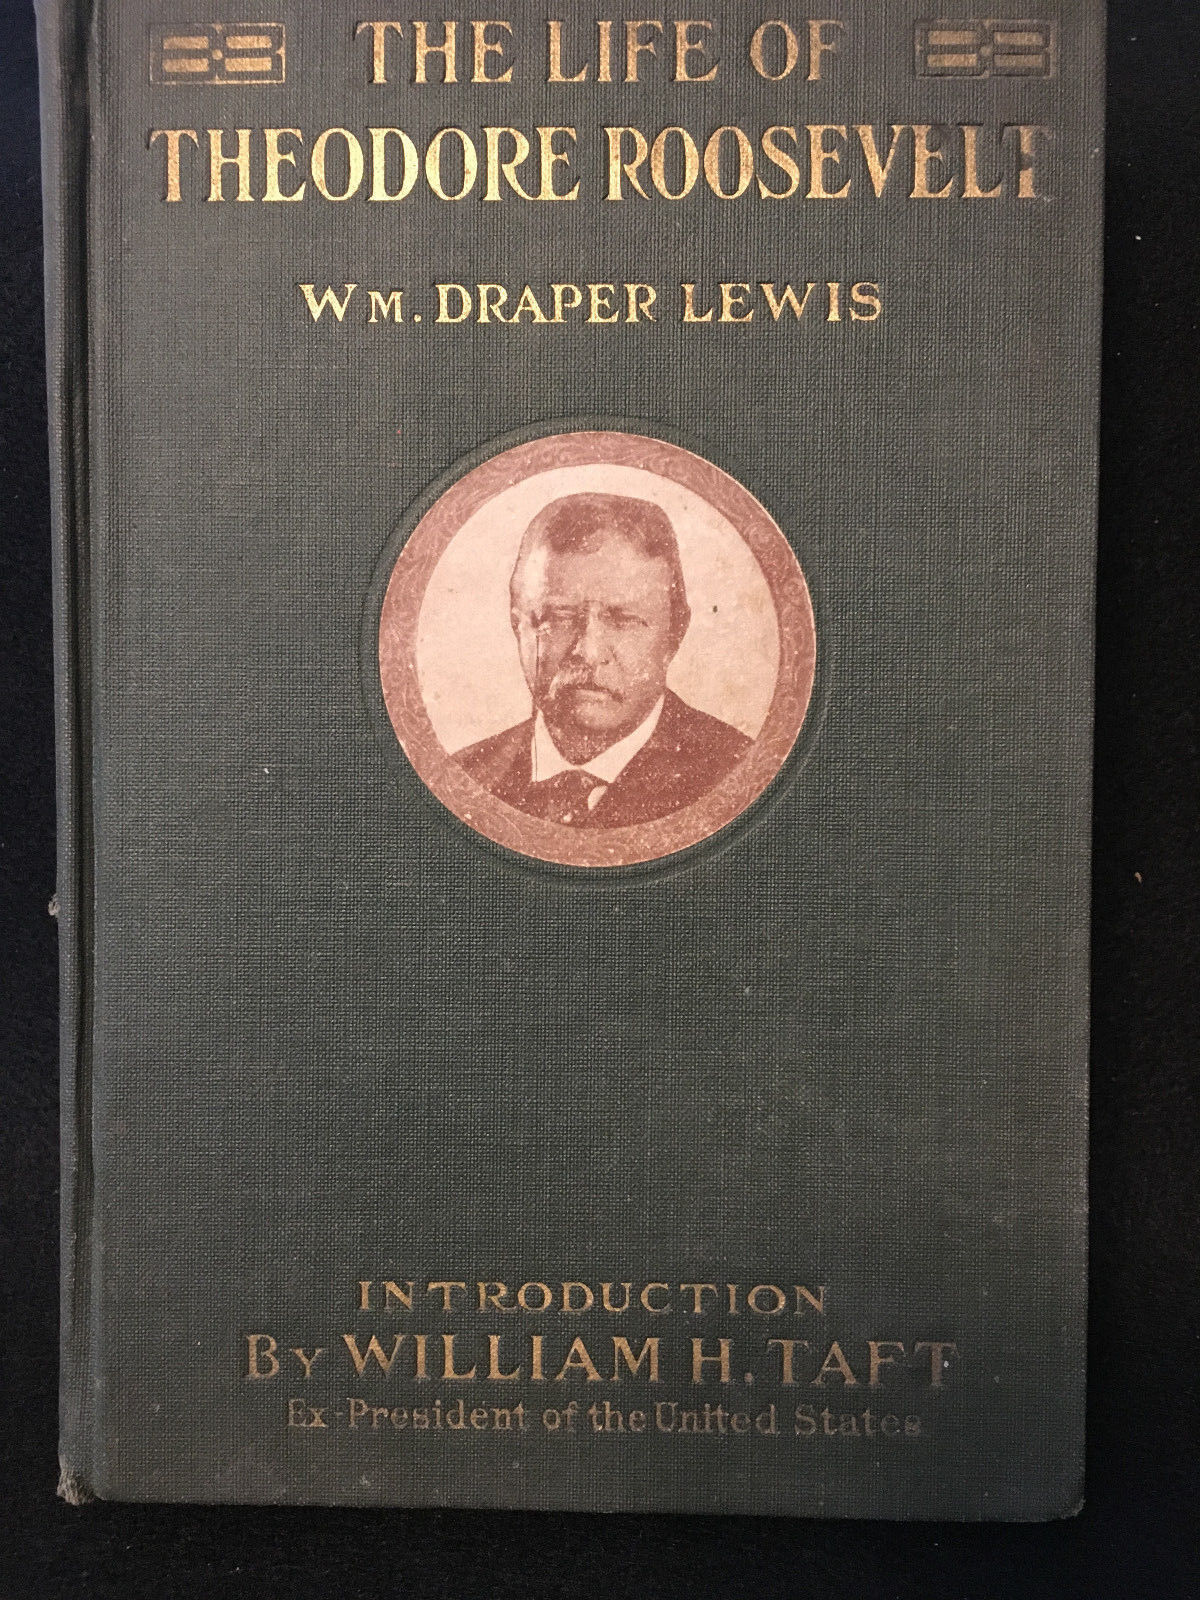 THE LIFE OF
THEODORE ROOSEVELT
WM. DRAPER LEWIS
INTRODUCTION
BY WILLIAM H. TAFT
Ex-President of the United States